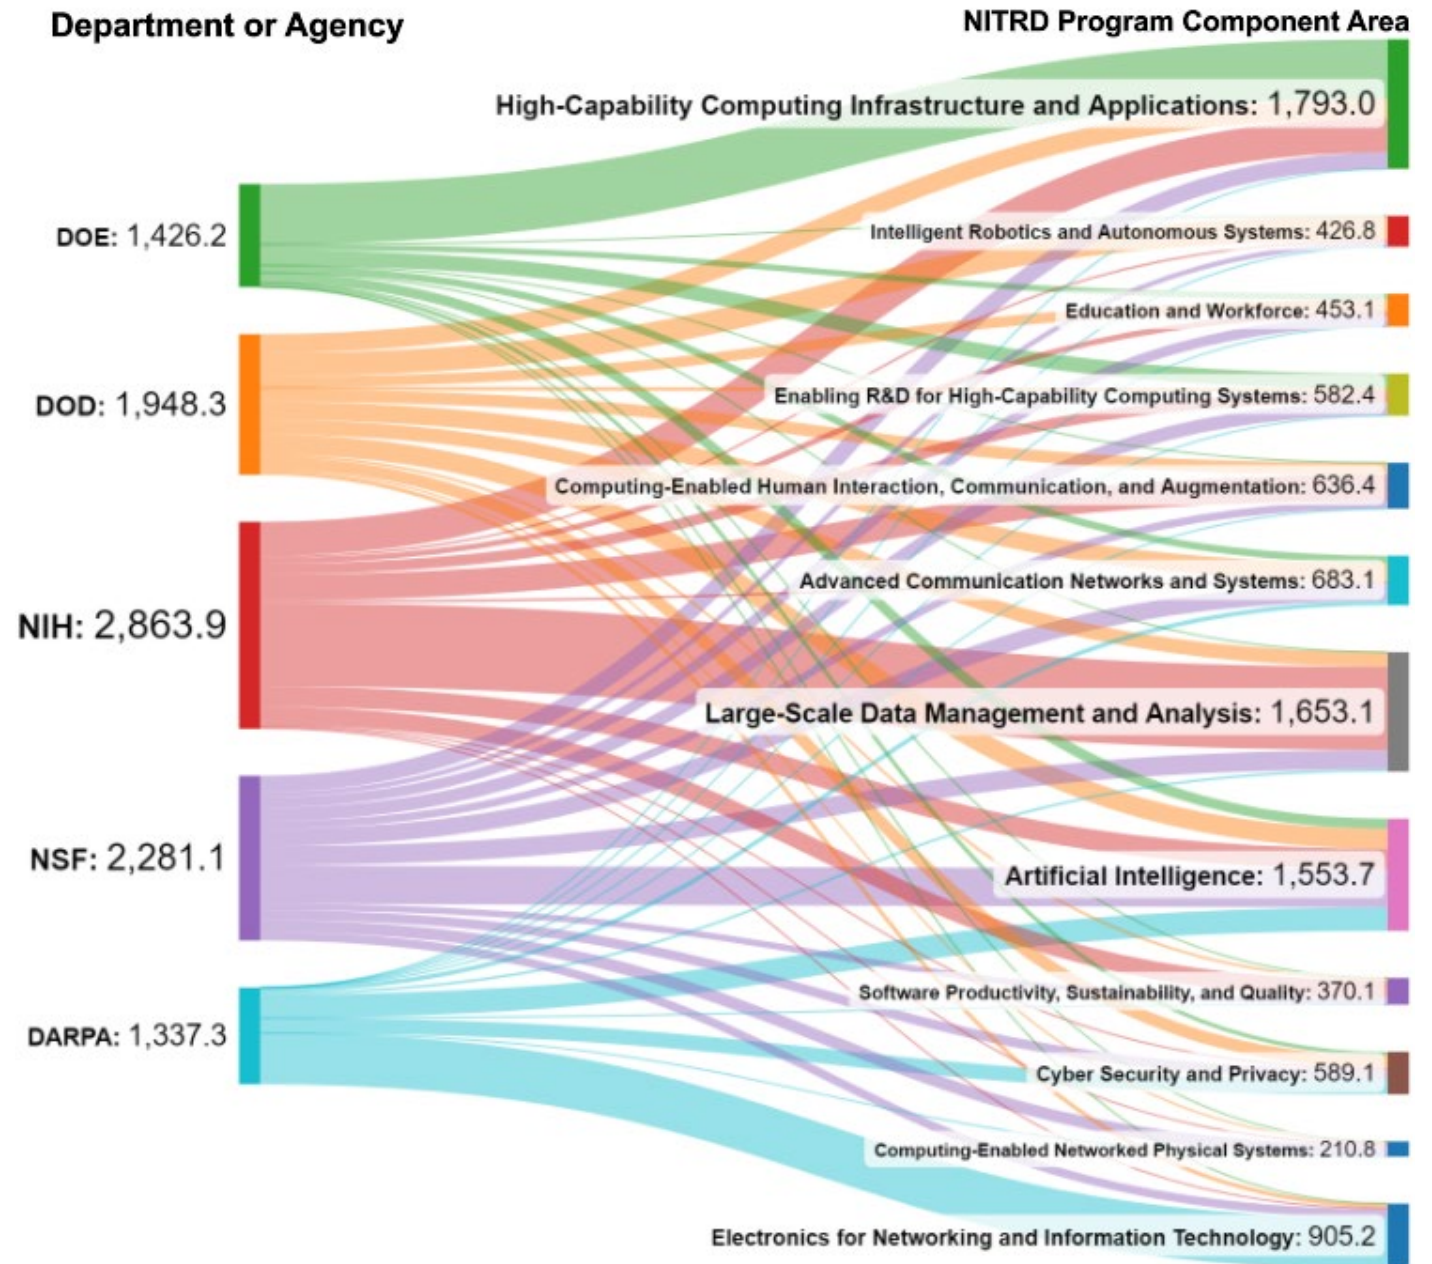 Department or Agency
NITRD Program Component Area
High-Capability Computing Infrastructure and Applications: 1,793.0
DOE: 1,426.2
Intelligent Robotics and Autonomous Systems: 426.8
Education and Workforce: 453.1
DOD: 1,948.3
Enabling R&D for High-Capability Computing Systems: 582.4
Computing-Enabled Human Interaction, Communication, and Augmentation: 636.4
Advanced Communication Networks and Systems: 683.1
NIH: 2,863.9
Large-Scale Data Management and Analysis: 1,653.1
NSF: 2,281.1
Artificial Intelligence: 1,553.7
Software Productivity, Sustainability, and Quality: 370.1
DARPA: 1,337.3
Cyber Security and Privacy: 589.1
Computing-Enabled Networked Physical Systems: 210.8
Electronics for Networking and Information Technology: 905.2